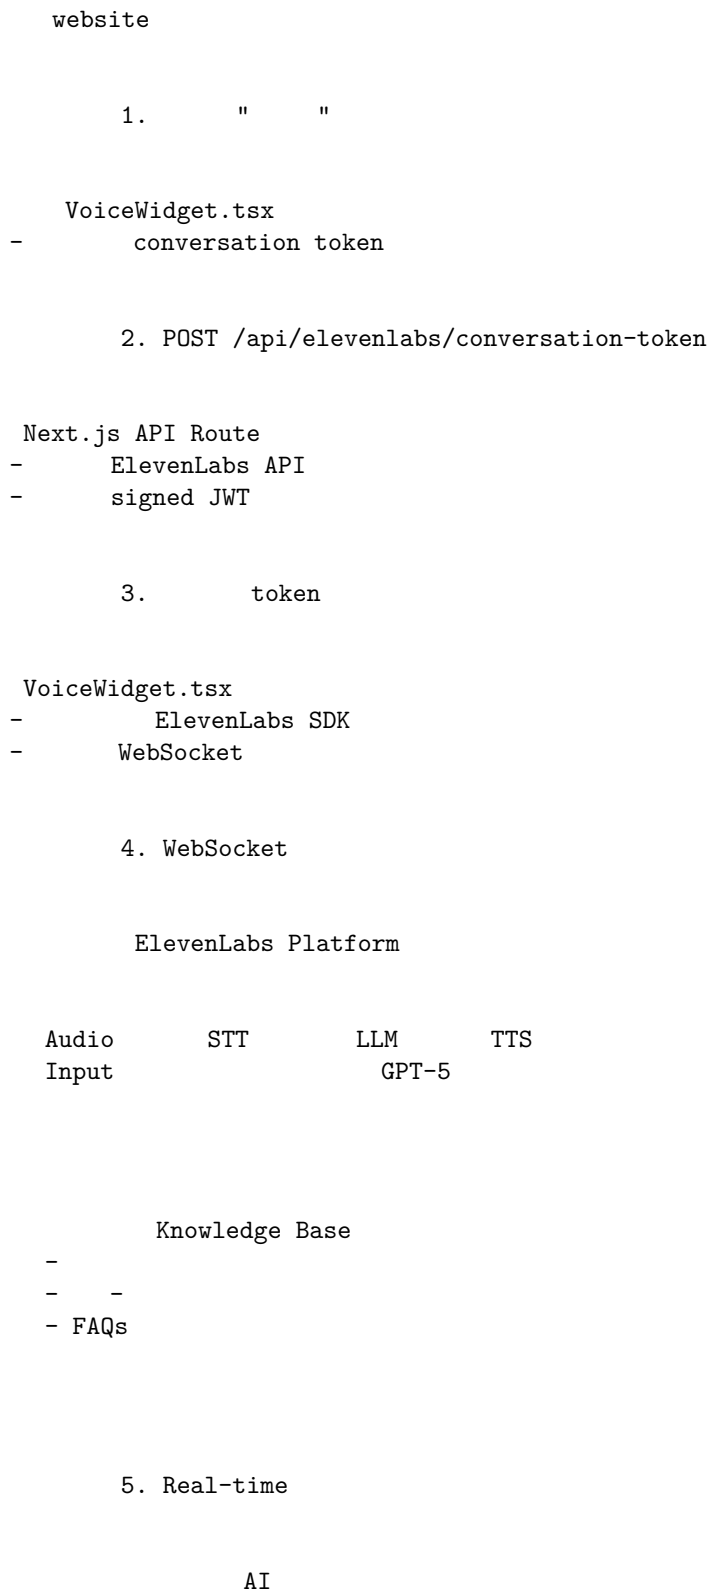 website
1. " "
VoiceWidget.tsx
- conversation token
2. POST /api/elevenlabs/conversation-token
Next.js API Route
- ElevenLabs API
- signed JWT
3. token
VoiceWidget.tsx
- ElevenLabs SDK
- WebSocket
4. WebSocket
ElevenLabs Platform
Audio STT LLM TTS
Input GPT-5
Knowledge Base
-
- -
- FAQs
5. Real-time
AI